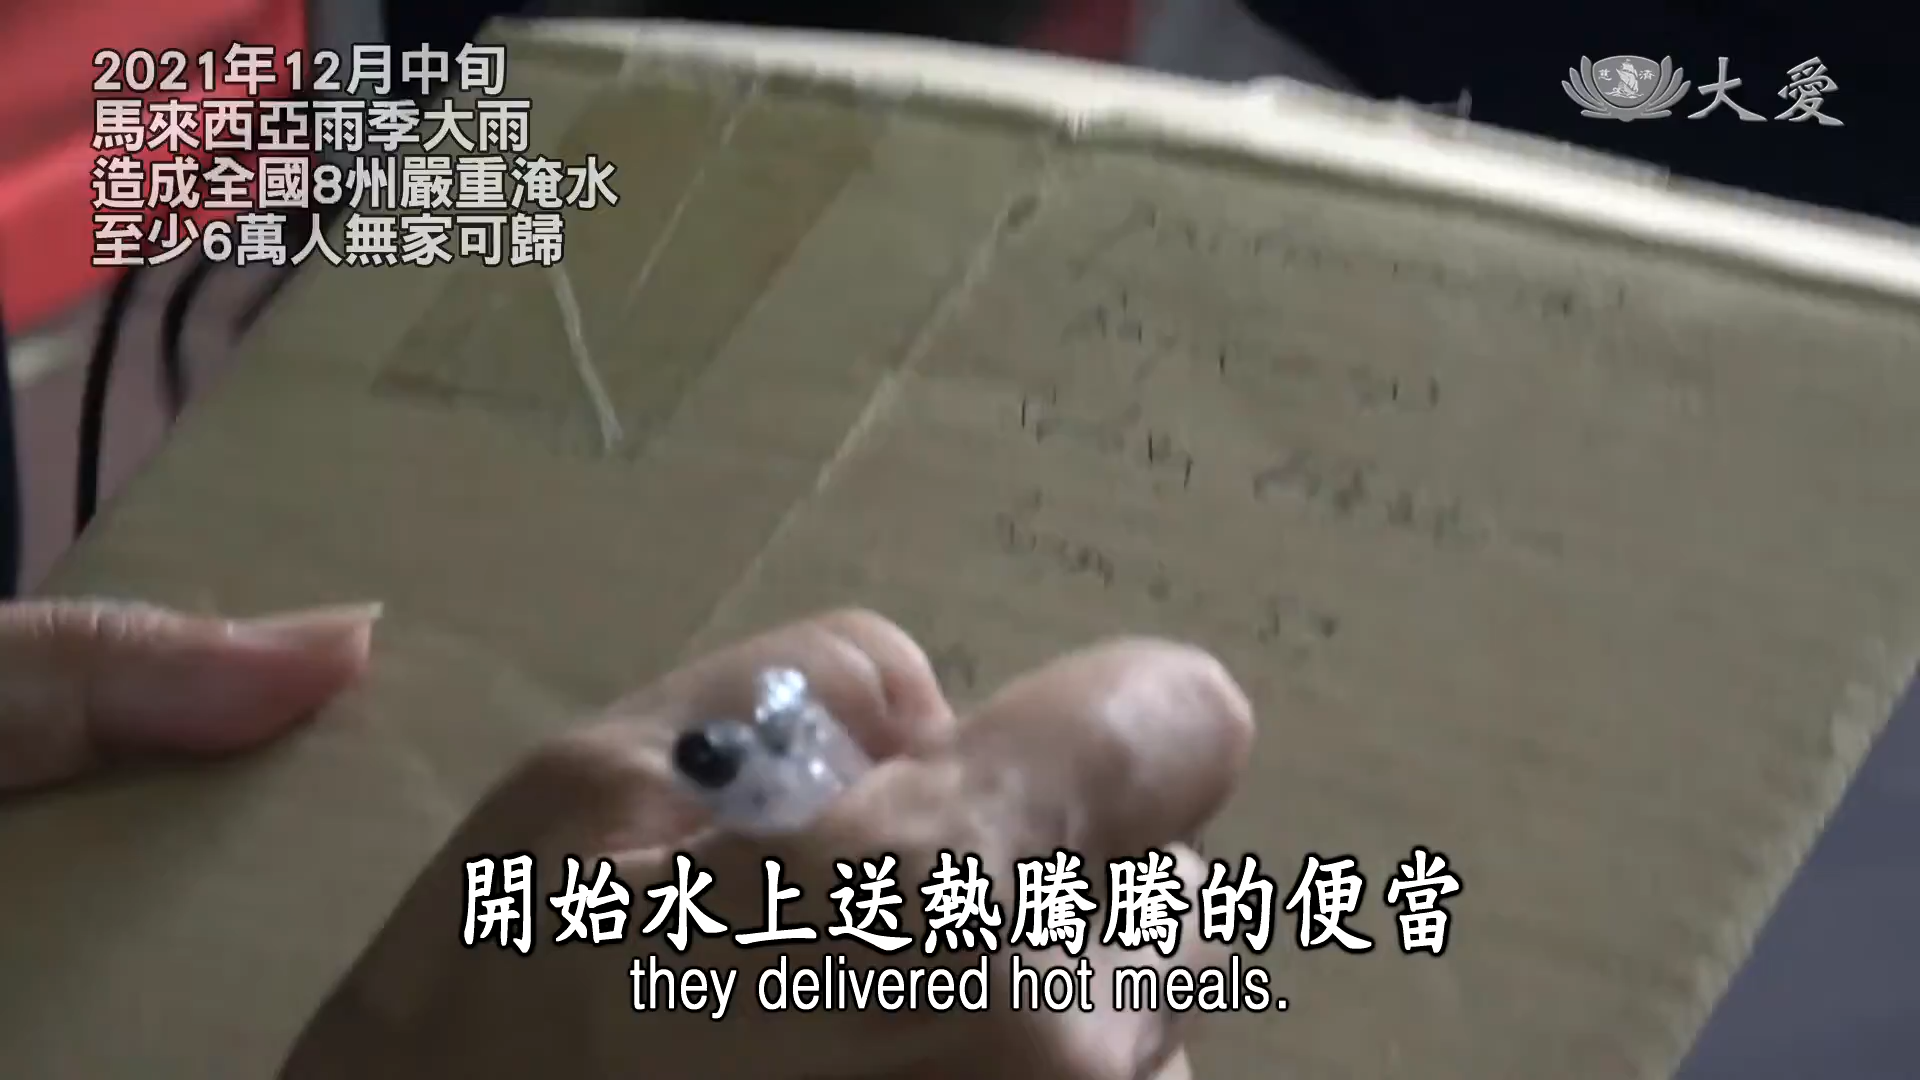 2021年12月中旬
馬來西亞雨季大雨
造成全國8州嚴重淹水
至少6萬人無家可歸
慈濟
大愛
開始水上送熱騰騰的便當
they delivered hot meals.